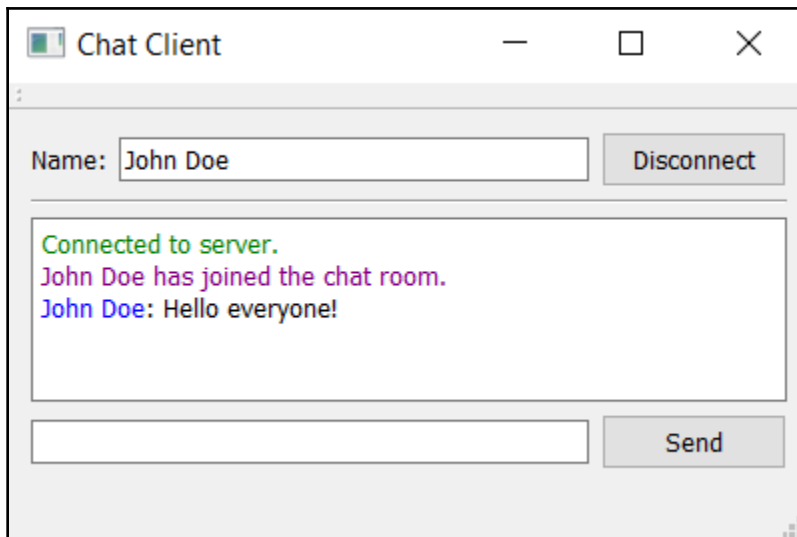 Chat Client
Name: John Doe Disconnect
Connected to server.
John Doe has joined the chat room.
John Doe: Hello everyone!
Send